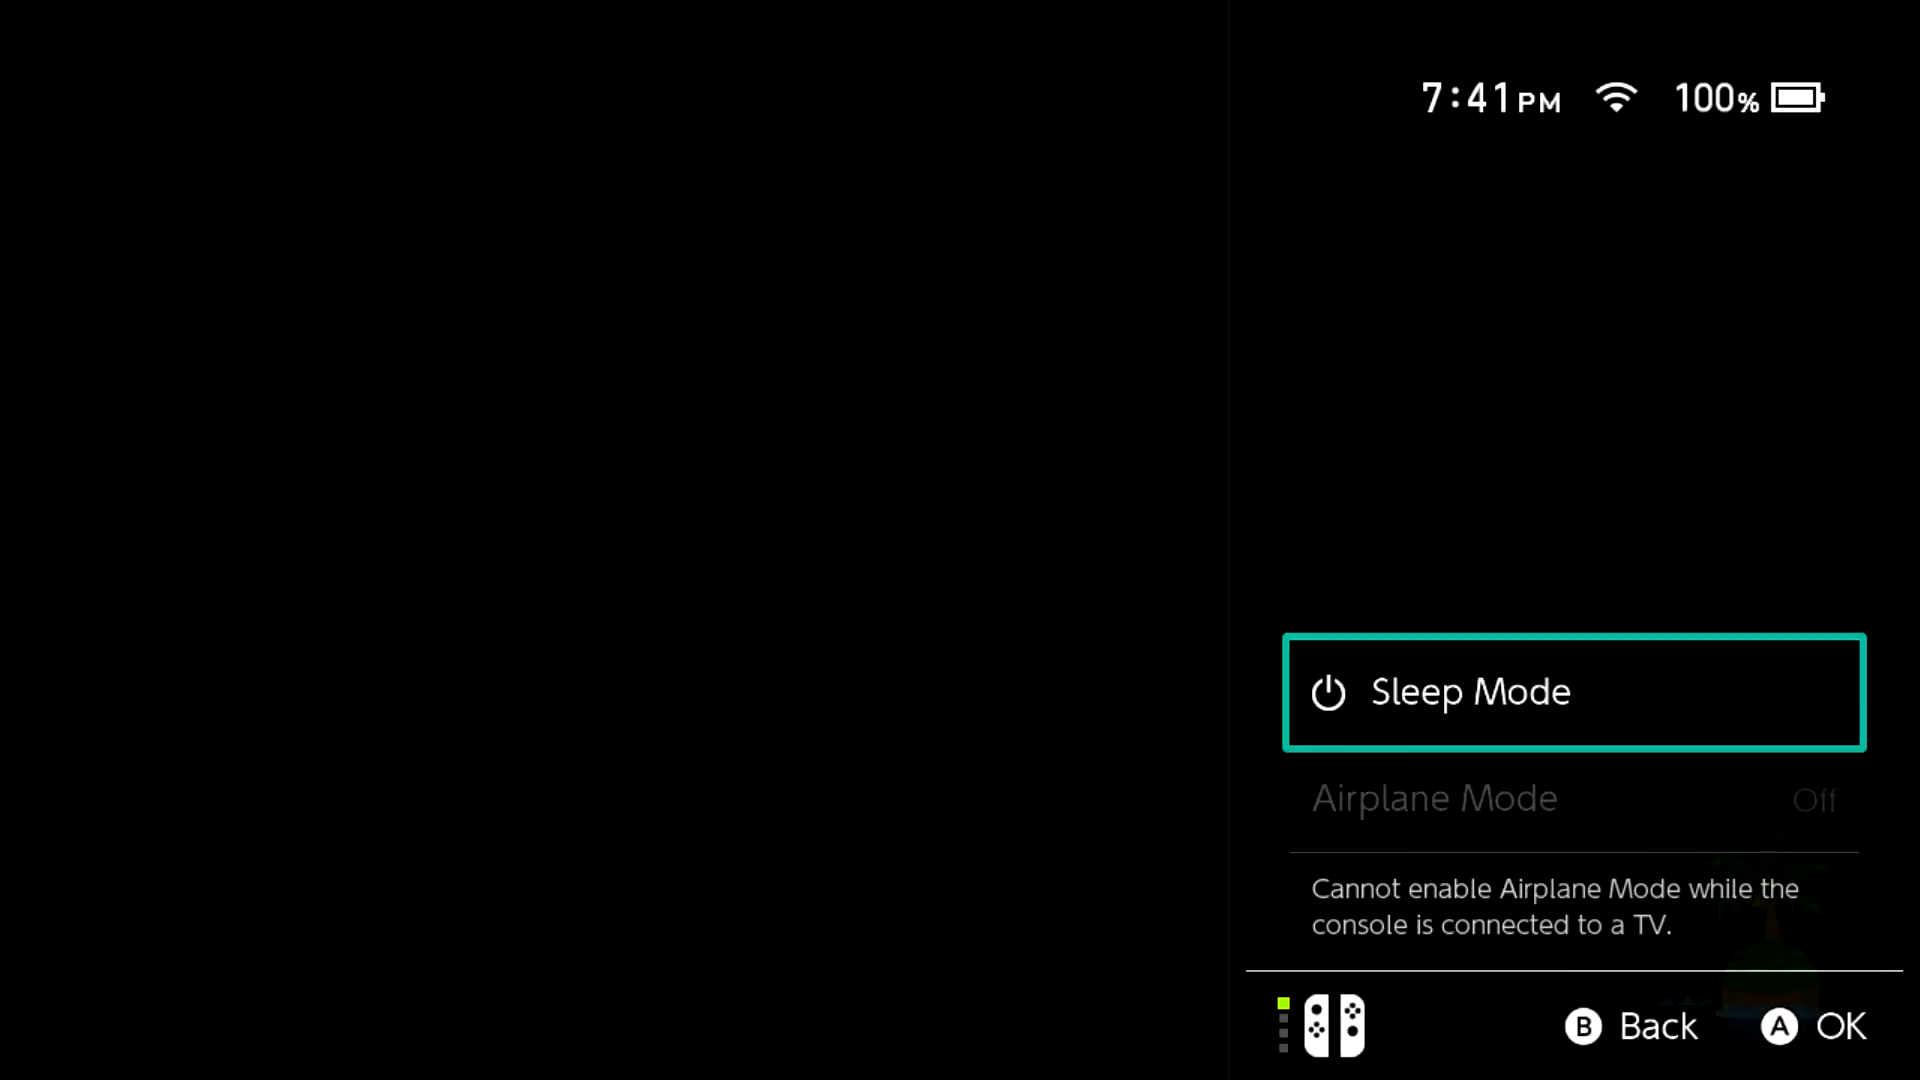 7:41 PM 100%
Sleep Mode
Airplane Mode Off
Cannot enable Airplane Mode while the
console is connected to a TV.
B Back A OK